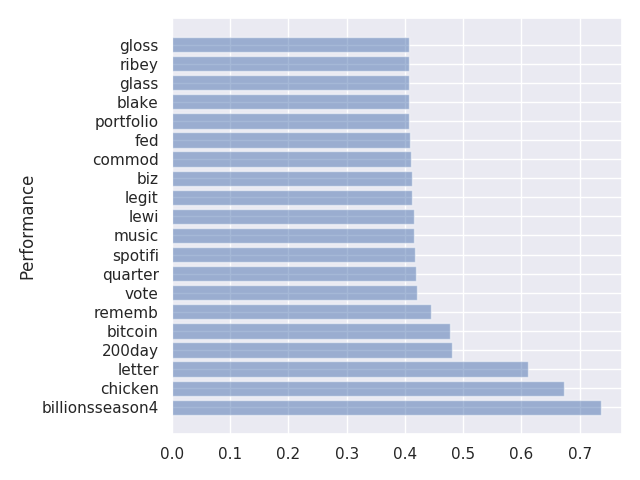 gloss
ribey
glass
blake
portfolio
fed
commod
biz
legit
lewi
music
spotifi
quarter
vote
rememb
bitcoin
200day
letter
chicken
billionsseason4
Performance
0.0 0.1 0.2 0.3 0.4 0.5 0.6 0.7